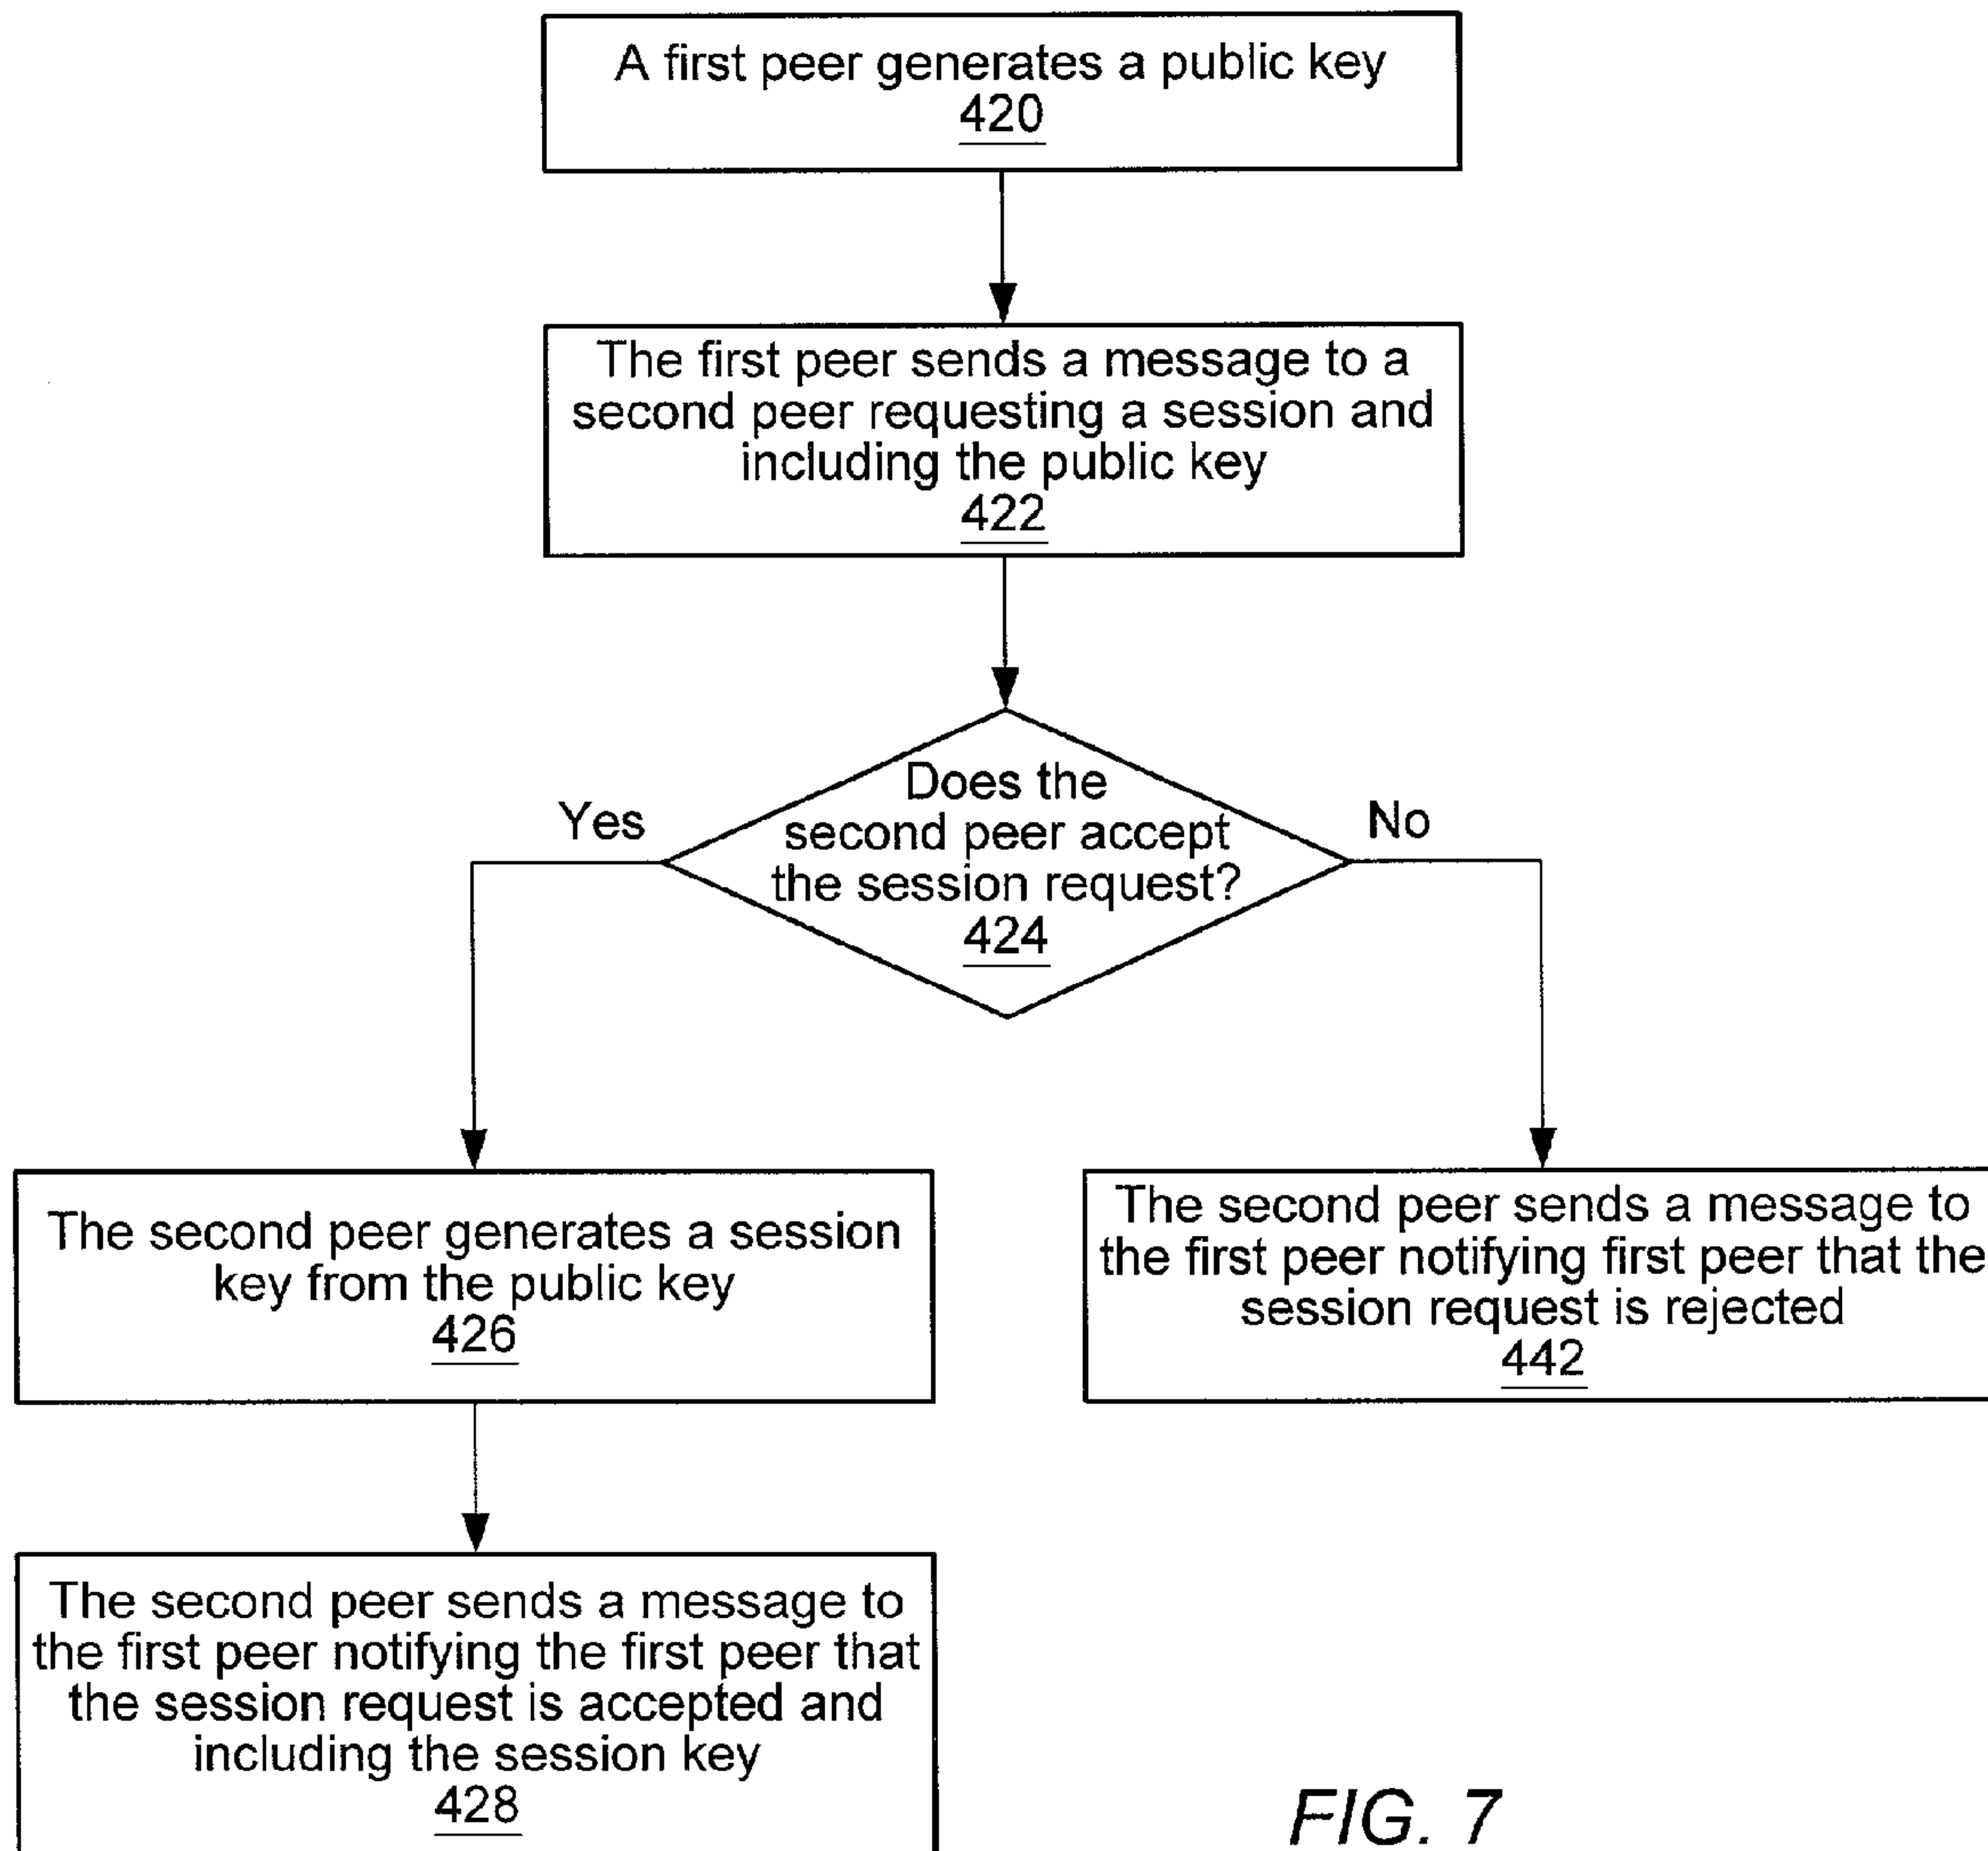 A first peer generates a public key
420
The first peer sends a message to a
second peer requesting a session and
including the public key
422
Does the
second peer accept
the session request?
424
Yes
No
The second peer generates a session
key from the public key
426
The second peer sends a message to
the first peer notifying first peer that the
session request is rejected
442
The second peer sends a message to
the first peer notifying the first peer that
the session request is accepted and
including the session key
428
FIG. 7